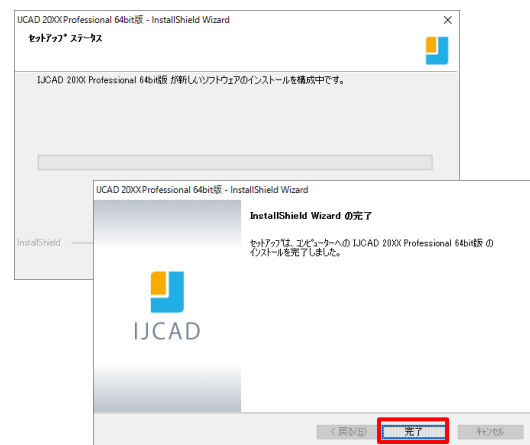 IJCAD 20XX Professional 64bit版 - InstallShield Wizard
セットアップ ステータス
IJCAD 20XX Professional 64bit版 が新しいソフトウェアのインストールを構成中です。
InstallShield
IJCAD 20XX Professional 64bit版 - InstallShield Wizard
InstallShield Wizard の完了
セットアップは、コンピューターへの IJCAD 20XX Professional 64bit版 の
インストールを完了しました。
IJCAD
< 戻る(B)
完了
キャンセル